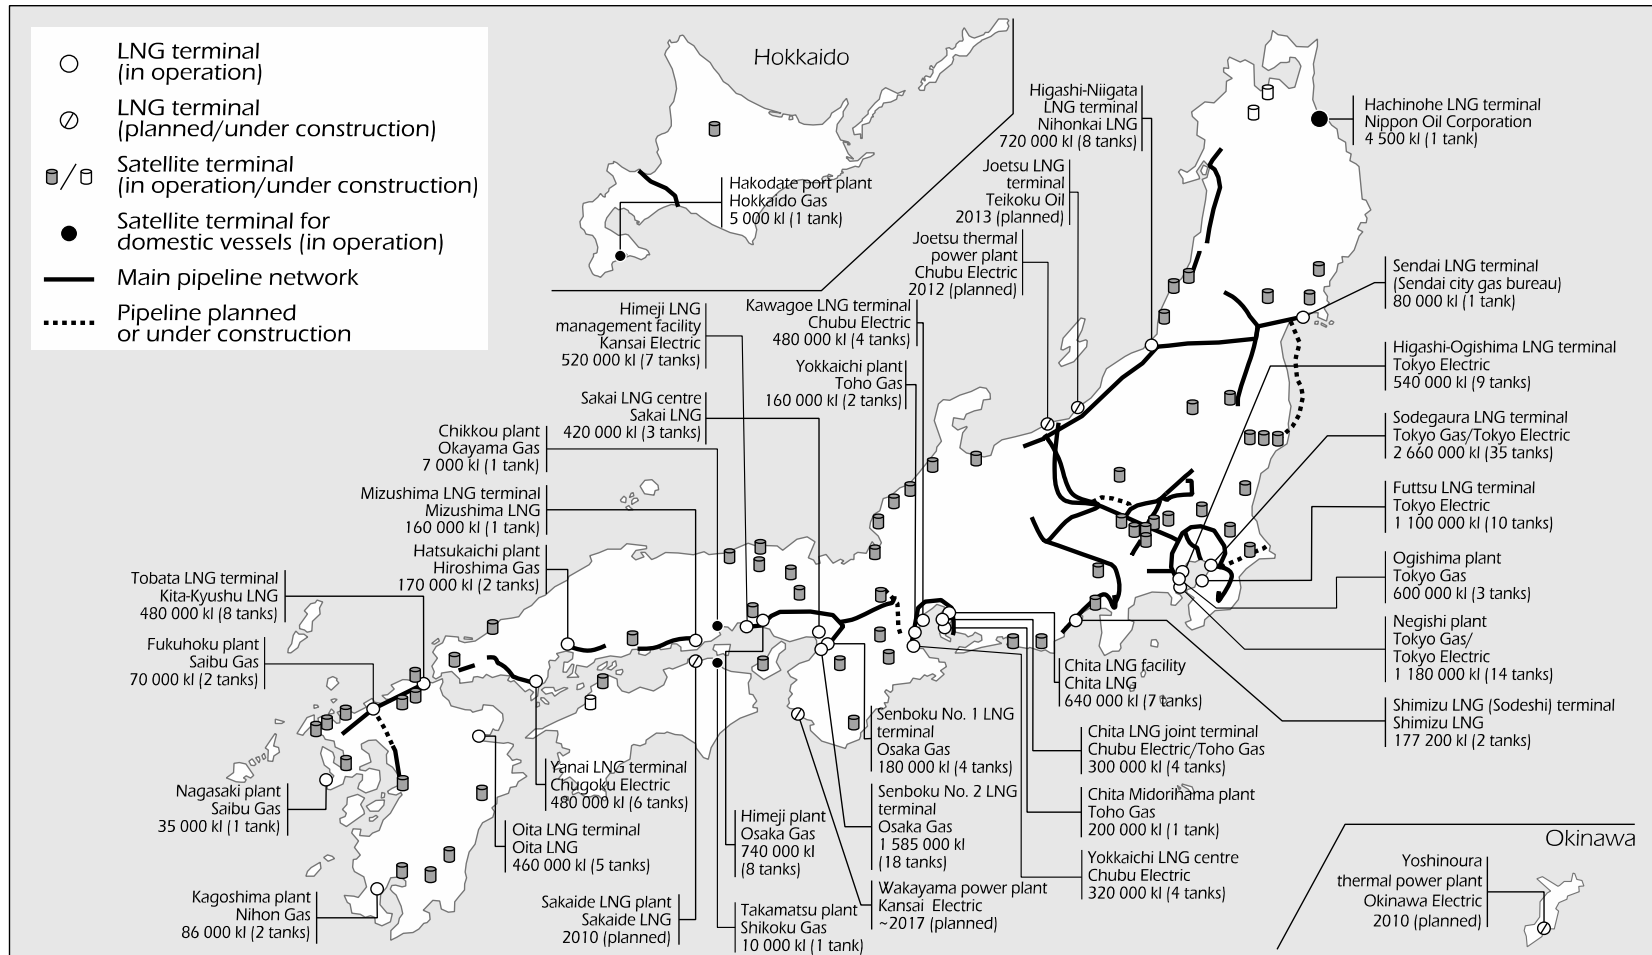 LNG terminal
(in operation)
LNG terminal
(planned/under construction)
Satellite terminal
(in operation/under construction)
Satellite terminal for
domestic vessels (in operation)
Main pipeline network
Pipeline planned
or under construction
Hokkaido
Hakodate port plant
Hokkaido Gas
5 000 kl (1 tank)
Higashi-Niigata
LNG terminal
Nihonkai LNG
720 000 kl (8 tanks)
Joetsu LNG
terminal
Teikoku Oil
2013 (planned)
Joetsu thermal
power plant
Chubu Electric
2012 (planned)
Hachinohe LNG terminal
Nippon Oil Corporation
4 500 kl (1 tank)
Sendai LNG terminal
(Sendai city gas bureau)
80 000 kl (1 tank)
Higashi-Ogishima LNG terminal
Tokyo Electric
540 000 kl (9 tanks)
Sodegaura LNG terminal
Tokyo Gas/Tokyo Electric
2 660 000 kl (35 tanks)
Futtsu LNG terminal
Tokyo Electric
1 100 000 kl (10 tanks)
Ogishima plant
Tokyo Gas
600 000 kl (3 tanks)
Negishi plant
Tokyo Gas/
Tokyo Electric
1 180 000 kl (14 tanks)
Shimizu LNG (Sodeshi) terminal
Shimizu LNG
177 200 kl (2 tanks)
Himeji LNG
management facility
Kansai Electric
520 000 kl (7 tanks)
Kawagoe LNG terminal
Chubu Electric
480 000 kl (4 tanks)
Yokkaichi plant
Toho Gas
160 000 kl (2 tanks)
Sakai LNG centre
Sakai LNG
420 000 kl (3 tanks)
Chikkou plant
Okayama Gas
7 000 kl (1 tank)
Mizushima LNG terminal
Mizushima LNG
160 000 kl (1 tank)
Hatsukaichi plant
Hiroshima Gas
170 000 kl (2 tanks)
Tobata LNG terminal
Kita-Kyushu LNG
480 000 kl (8 tanks)
Fukuhoku plant
Saibu Gas
70 000 kl (2 tanks)
Nagasaki plant
Saibu Gas
35 000 kl (1 tank)
Kagoshima plant
Nihon Gas
86 000 kl (2 tanks)
Yanai LNG terminal
Chugoku Electric
480 000 kl (6 tanks)
Oita LNG terminal
Oita LNG
460 000 kl (5 tanks)
Sakaide LNG plant
Sakaide LNG
2010 (planned)
Himeji plant
Osaka Gas
740 000 kl
(8 tanks)
Takamatsu plant
Shikoku Gas
10 000 kl (1 tank)
Senboku No. 1 LNG
terminal
Osaka Gas
180 000 kl (4 tanks)
Senboku No. 2 LNG
terminal
Osaka Gas
1 585 000 kl
(18 tanks)
Wakayama power plant
Kansai Electric
~2017 (planned)
Chita LNG facility
Chita LNG
640 000 kl (7 tanks)
Chita LNG joint terminal
Chubu Electric/Toho Gas
300 000 kl (4 tanks)
Chita Midorihama plant
Toho Gas
200 000 kl (1 tank)
Yokkaichi LNG centre
Chubu Electric
320 000 kl (4 tanks)
Okinawa
Yoshinoura
thermal power plant
Okinawa Electric
2010 (planned)